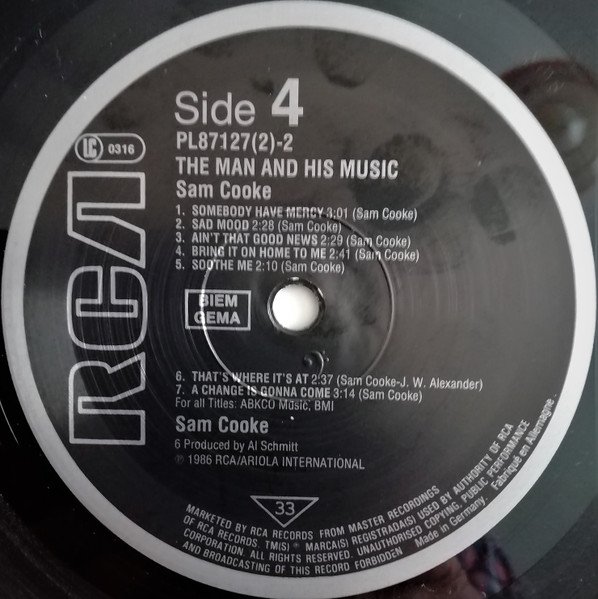 RCA
LC 0316
Side 4
PL87127(2)-2
THE MAN AND HIS MUSIC
Sam Cooke
1. SOMEBODY HAVE MERCY 3:01 (Sam Cooke)
2. SAD MOOD 2:28 (Sam Cooke)
3. AIN'T THAT GOOD NEWS 2:29 (Sam Cooke)
4. BRING IT ON HOME TO ME 2:41 (Sam Cooke)
5. SOOTHE ME 2:10 (Sam Cooke)
BIEM
GEMA
6. THAT'S WHERE IT'S AT 2:37 (Sam Cooke-J. W. Alexander)
7. A CHANGE IS GONNA COME 3:14 (Sam Cooke)
For all Titles: ABKCO Music, BMI
Sam Cooke
6 Produced by Al Schmitt
℗ 1986 RCA/ARIOLA INTERNATIONAL
33
MARKETED BY RCA RECORDS FROM MASTER RECORDINGS
OF RCA RECORDS. TM(S) ® MARCA(S) REGISTRADA(S) USED BY AUTHORITY OF RCA
CORPORATION. ALL RIGHTS RESERVED. UNAUTHORISED COPYING, PUBLIC PERFORMANCE
AND BROADCASTING OF THIS RECORD FORBIDDEN
Made in Germany. Fabriqué en Allemagne